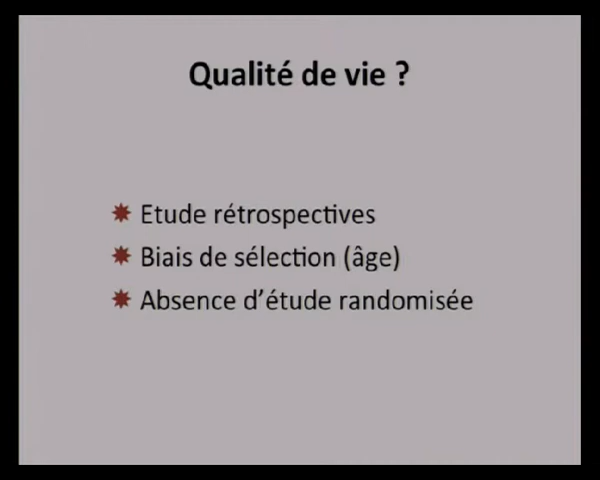 Qualité de vie ?
Etude rétrospectives
Biais de sélection (âge)
Absence d'étude randomisée